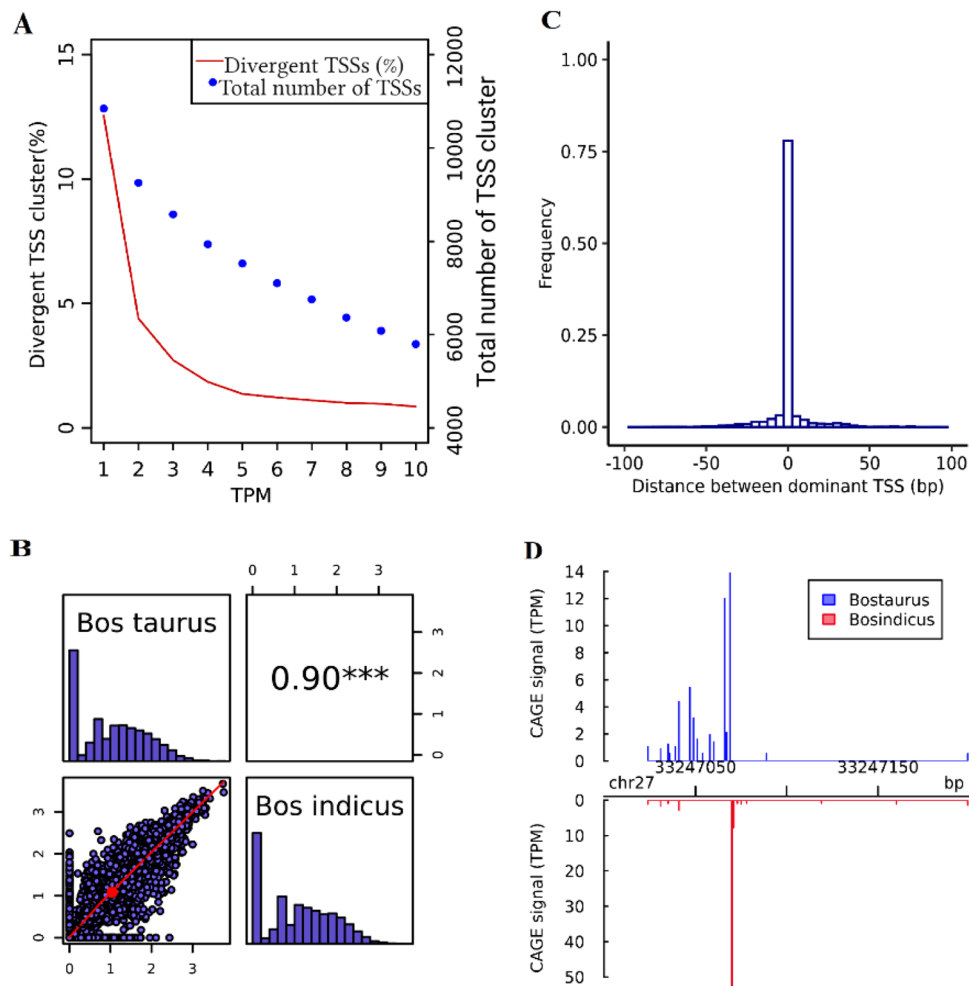 A
15
10
5
0
Divergent TSS cluster(%)
Divergent TSSs (%)
Total number of TSSs
12000
10000
8000
6000
4000
Total number of TSS cluster
1 2 3 4 5 6 7 8 9 10
TPM
C
1.00
0.75
0.50
0.25
0.00
Frequency
-100 -50 0 50 100
Distance between dominant TSS (bp)
B
0 1 2 3
Bos taurus
0.90***
3
2
1
0
Bos indicus
3
2
1
0
0 1 2 3
D
14
12
10
8
6
4
2
0
CAGE signal (TPM)
Bostaurus
Bosindicus
33247050 33247150
chr27 bp
0
10
20
30
40
50
CAGE signal (TPM)